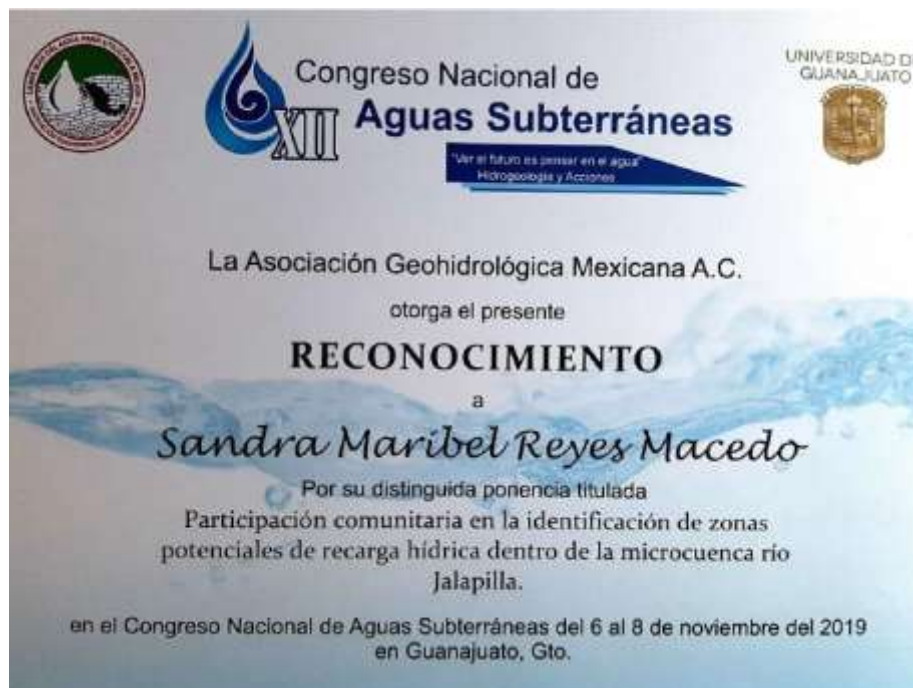 Congreso Nacional de
XII Aguas Subterráneas
"Ver el futuro es pensar en el agua"
Hidrogeología y Acciones
UNIVERSIDAD DE
GUANAJUATO
La Asociación Geohidrológica Mexicana A.C.
otorga el presente
RECONOCIMIENTO
a
Sandra Maribel Reyes Macedo
Por su distinguida ponencia titulada
Participación comunitaria en la identificación de zonas
potenciales de recarga hídrica dentro de la microcuenca río
Jalapilla.
en el Congreso Nacional de Aguas Subterráneas del 6 al 8 de noviembre del 2019
en Guanajuato, Gto.